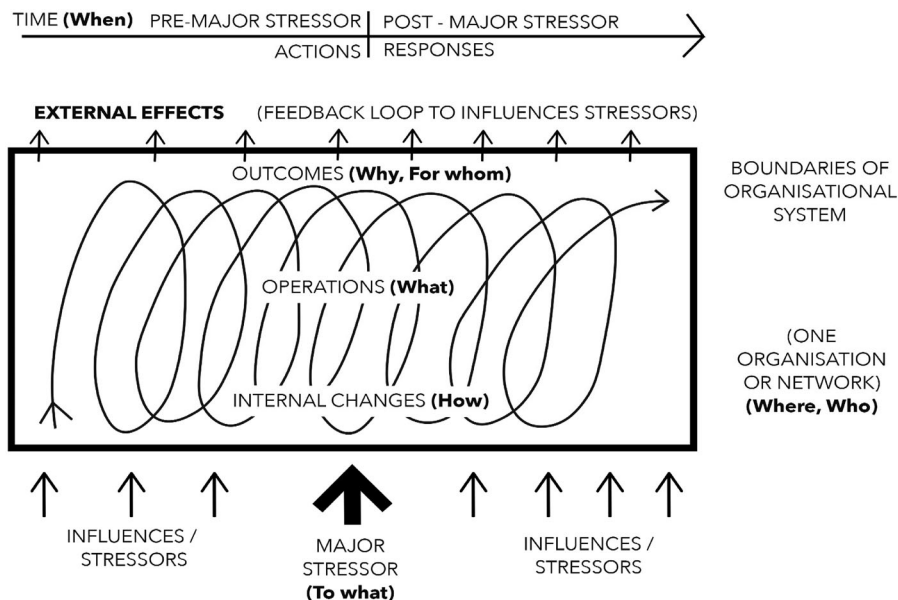 TIME (When) PRE-MAJOR STRESSOR POST - MAJOR STRESSOR
ACTIONS RESPONSES
EXTERNAL EFFECTS (FEEDBACK LOOP TO INFLUENCES STRESSORS)
OUTCOMES (Why, For whom)
BOUNDARIES OF
ORGANISATIONAL
SYSTEM
OPERATIONS (What)
(ONE
ORGANISATION
OR NETWORK)
(Where, Who)
INTERNAL CHANGES (How)
INFLUENCES /
STRESSORS
MAJOR
STRESSOR
(To what)
INFLUENCES /
STRESSORS